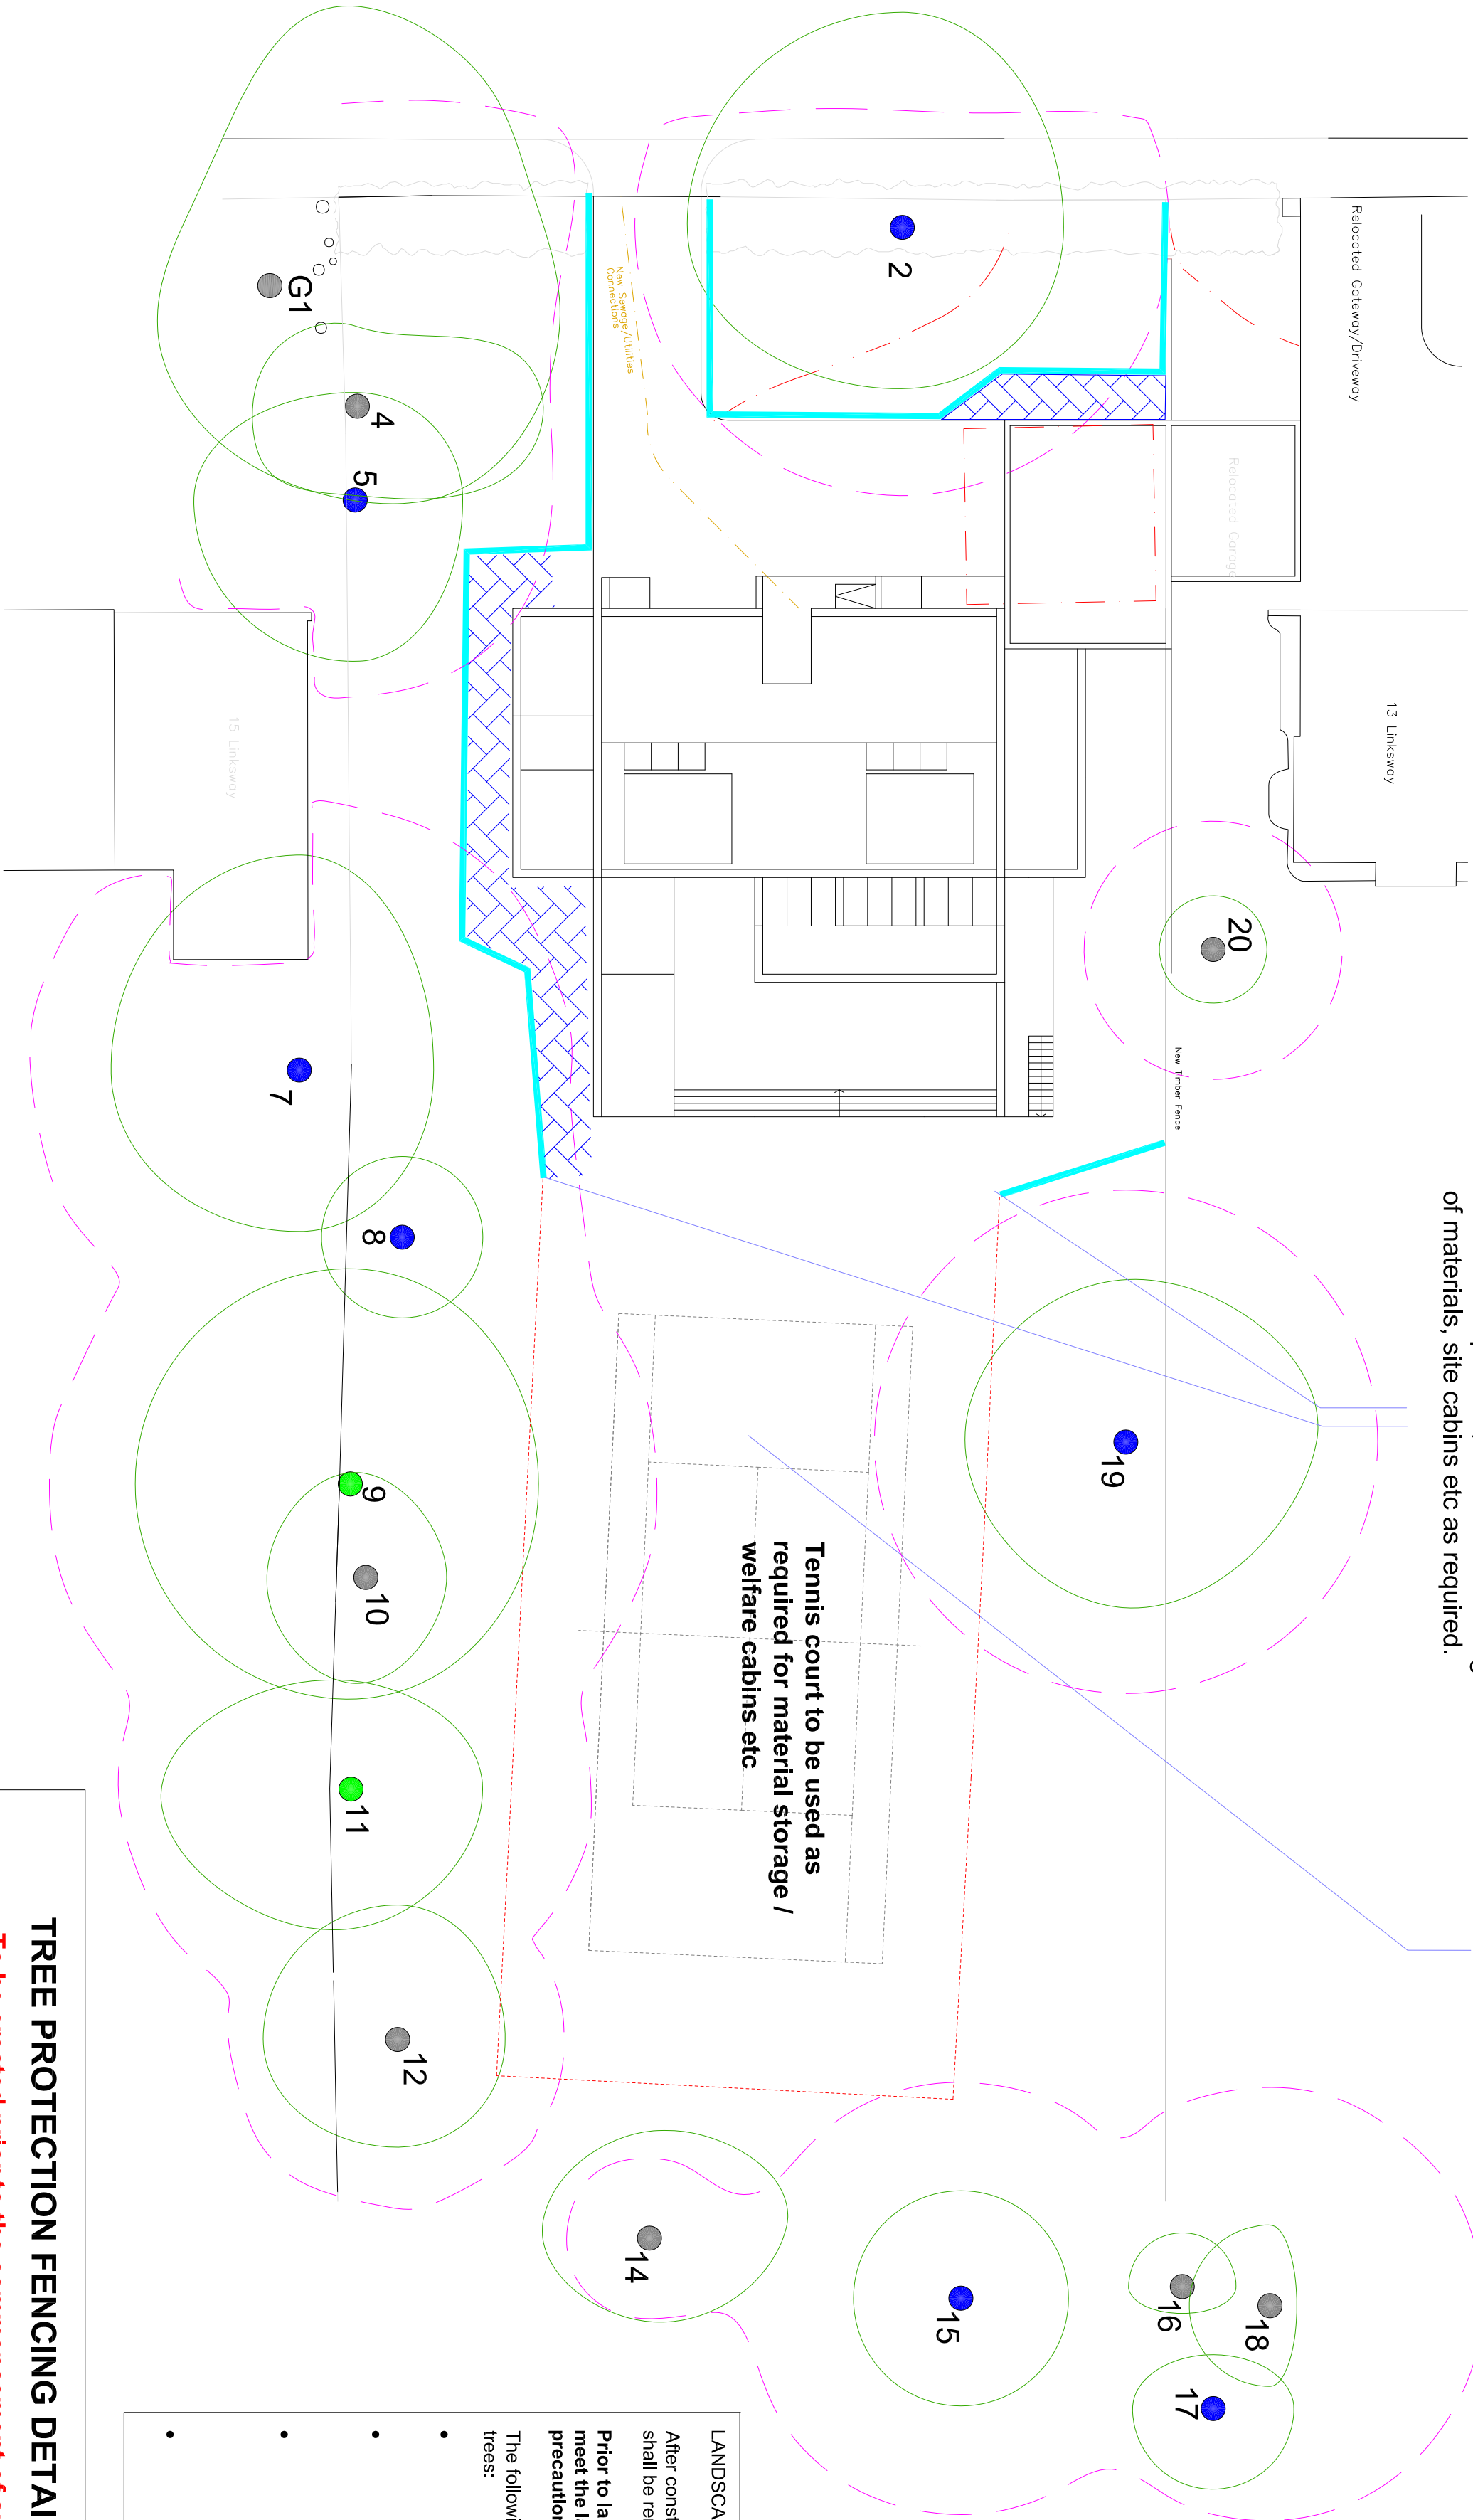 of materials, site cabins etc as required.
Relocated Gateway/Driveway
13 Linksway
Relocated Garage
New Timber Fence
New Sewage/Utilities
Connections
15 Linksway
2
G1
4
5
7
8
9
10
11
12
14
15
16
17
18
19
20
Tennis court to be used as
required for material storage /
welfare cabins etc
LANDSCA
After const
shall be re
Prior to la
meet the l
precaution
The followi
trees:
•
•
•
•
TREE PROTECTION FENCING DETAI